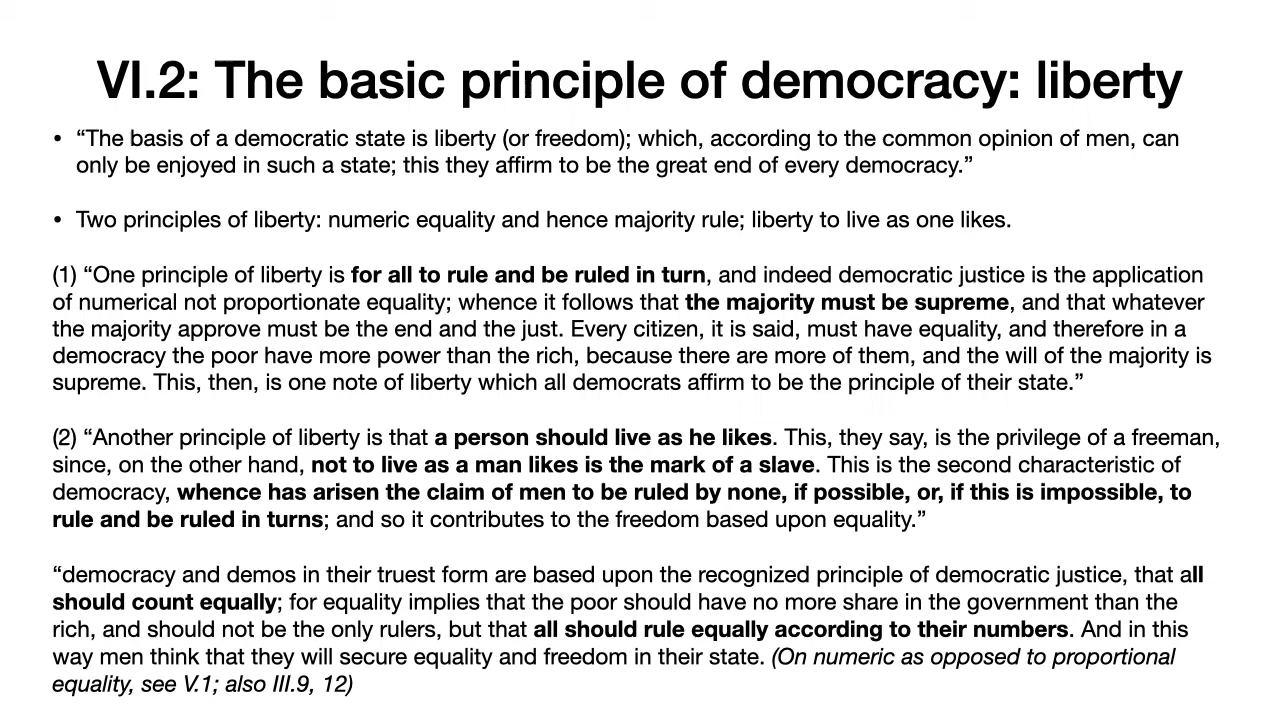 VI.2: The basic principle of democracy: liberty
• “The basis of a democratic state is liberty (or freedom); which, according to the common opinion of men, can
only be enjoyed in such a state; this they affirm to be the great end of every democracy.”
• Two principles of liberty: numeric equality and hence majority rule; liberty to live as one likes.
(1) “One principle of liberty is for all to rule and be ruled in turn, and indeed democratic justice is the application
of numerical not proportionate equality; whence it follows that the majority must be supreme, and that whatever
the majority approve must be the end and the just. Every citizen, it is said, must have equality, and therefore in a
democracy the poor have more power than the rich, because there are more of them, and the will of the majority is
supreme. This, then, is one note of liberty which all democrats affirm to be the principle of their state.”
(2) “Another principle of liberty is that a person should live as he likes. This, they say, is the privilege of a freeman,
since, on the other hand, not to live as a man likes is the mark of a slave. This is the second characteristic of
democracy, whence has arisen the claim of men to be ruled by none, if possible, or, if this is impossible, to
rule and be ruled in turns; and so it contributes to the freedom based upon equality.”
“democracy and demos in their truest form are based upon the recognized principle of democratic justice, that all
should count equally; for equality implies that the poor should have no more share in the government than the
rich, and should not be the only rulers, but that all should rule equally according to their numbers. And in this
way men think that they will secure equality and freedom in their state. (On numeric as opposed to proportional
equality, see V.1; also III.9, 12)